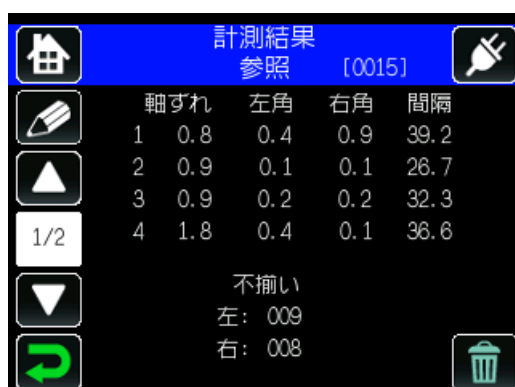 計測結果
参照 [0015]
軸ずれ 左角 右角 間隔
1 0.8 0.4 0.9 39.2
2 0.9 0.1 0.1 26.7
3 0.9 0.2 0.2 32.3
1/2 4 1.8 0.4 0.1 36.6
不揃い
左: 009
右: 008